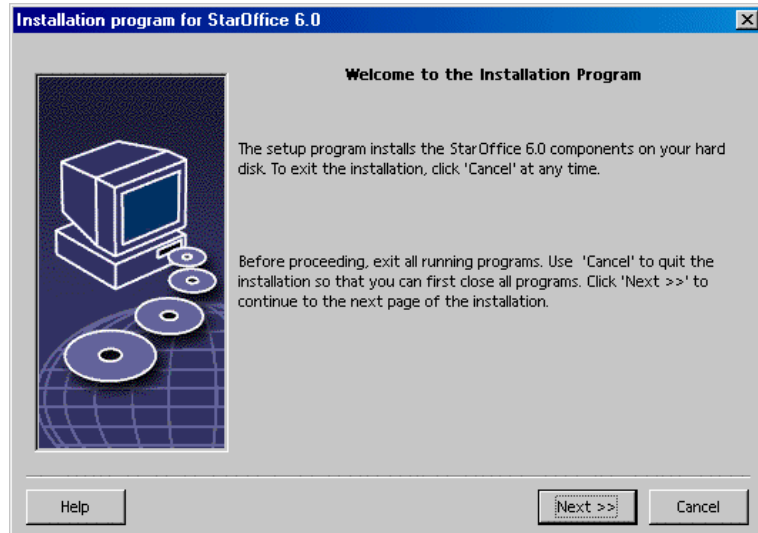 Installation program for StarOffice 6.0
Welcome to the Installation Program
The setup program installs the StarOffice 6.0 components on your hard
disk. To exit the installation, click 'Cancel' at any time.
Before proceeding, exit all running programs. Use 'Cancel' to quit the
installation so that you can first close all programs. Click 'Next >>' to
continue to the next page of the installation.
Help
Next >>
Cancel